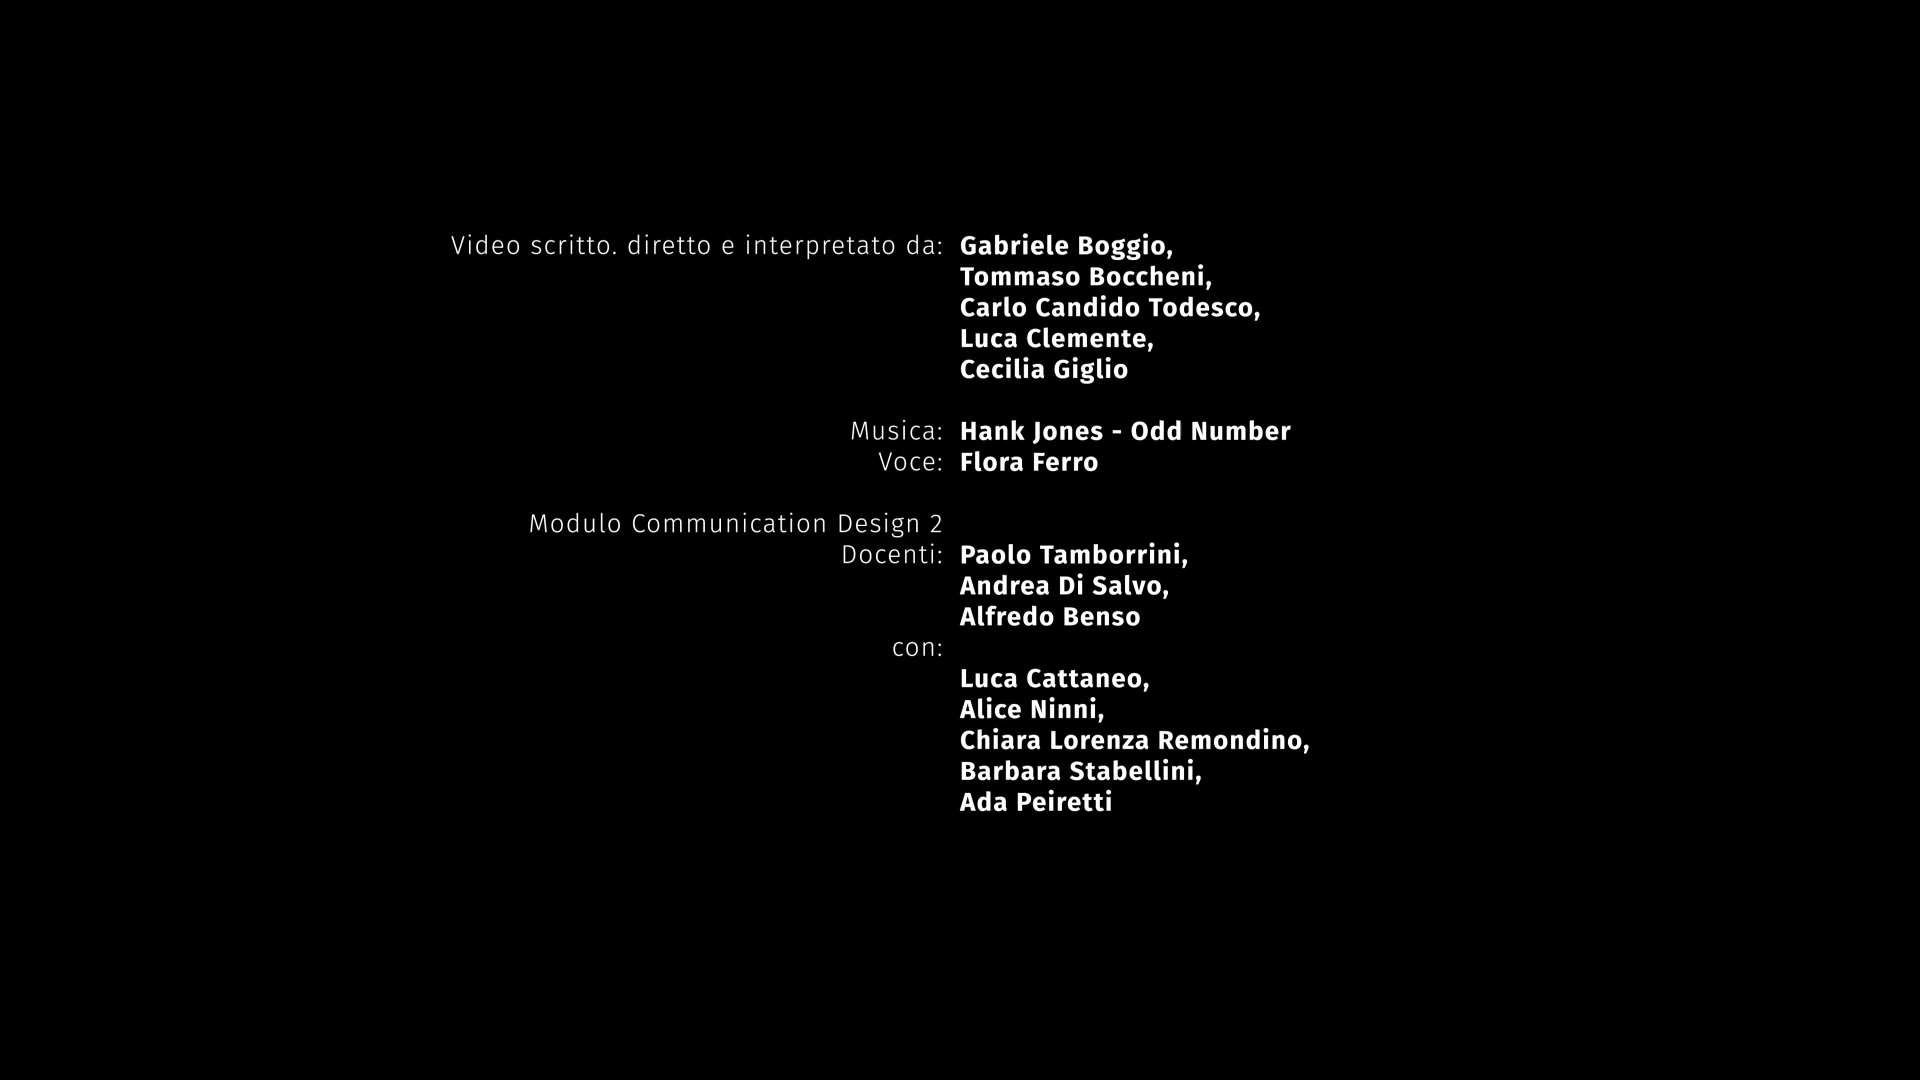 Video scritto. diretto e interpretato da: Gabriele Boggio,
Tommaso Boccheni,
Carlo Candido Todesco,
Luca Clemente,
Cecilia Giglio
Musica: Hank Jones - Odd Number
Voce: Flora Ferro
Modulo Communication Design 2
Docenti: Paolo Tamborrini,
Andrea Di Salvo,
Alfredo Benso
con:
Luca Cattaneo,
Alice Ninni,
Chiara Lorenza Remondino,
Barbara Stabellini,
Ada Peiretti